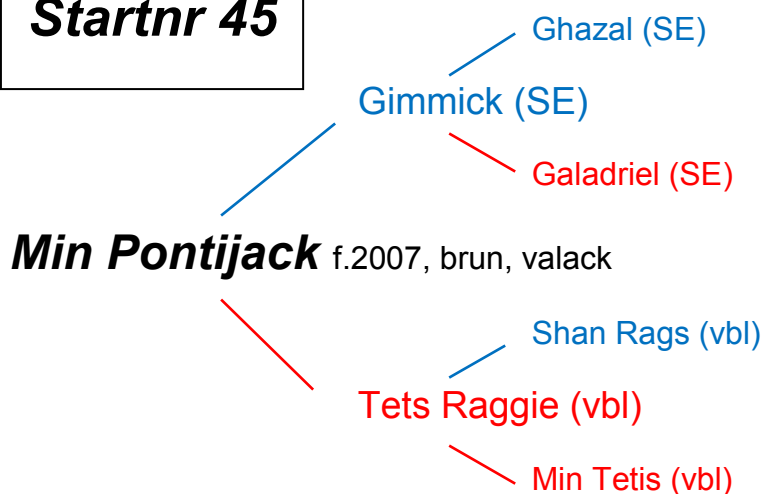 Startnr 45
Ghazal (SE)
Gimmick (SE)
Galadriel (SE)
Min Pontijack f.2007, brun, valack
Shan Rags (vbl)
Tets Raggie (vbl)
Min Tetis (vbl)